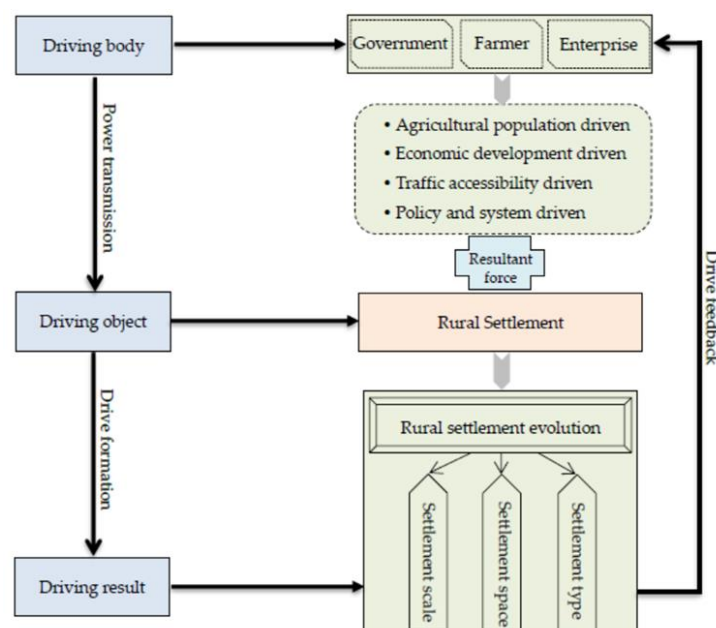 Driving body
Government
Farmer
Enterprise
Power transmission
• Agricultural population driven
• Economic development driven
• Traffic accessibility driven
• Policy and system driven
Resultant
force
Drive feedback
Driving object
Rural Settlement
Drive formation
Rural settlement evolution
Settlement scale
Settlement space
Settlement type
Driving result